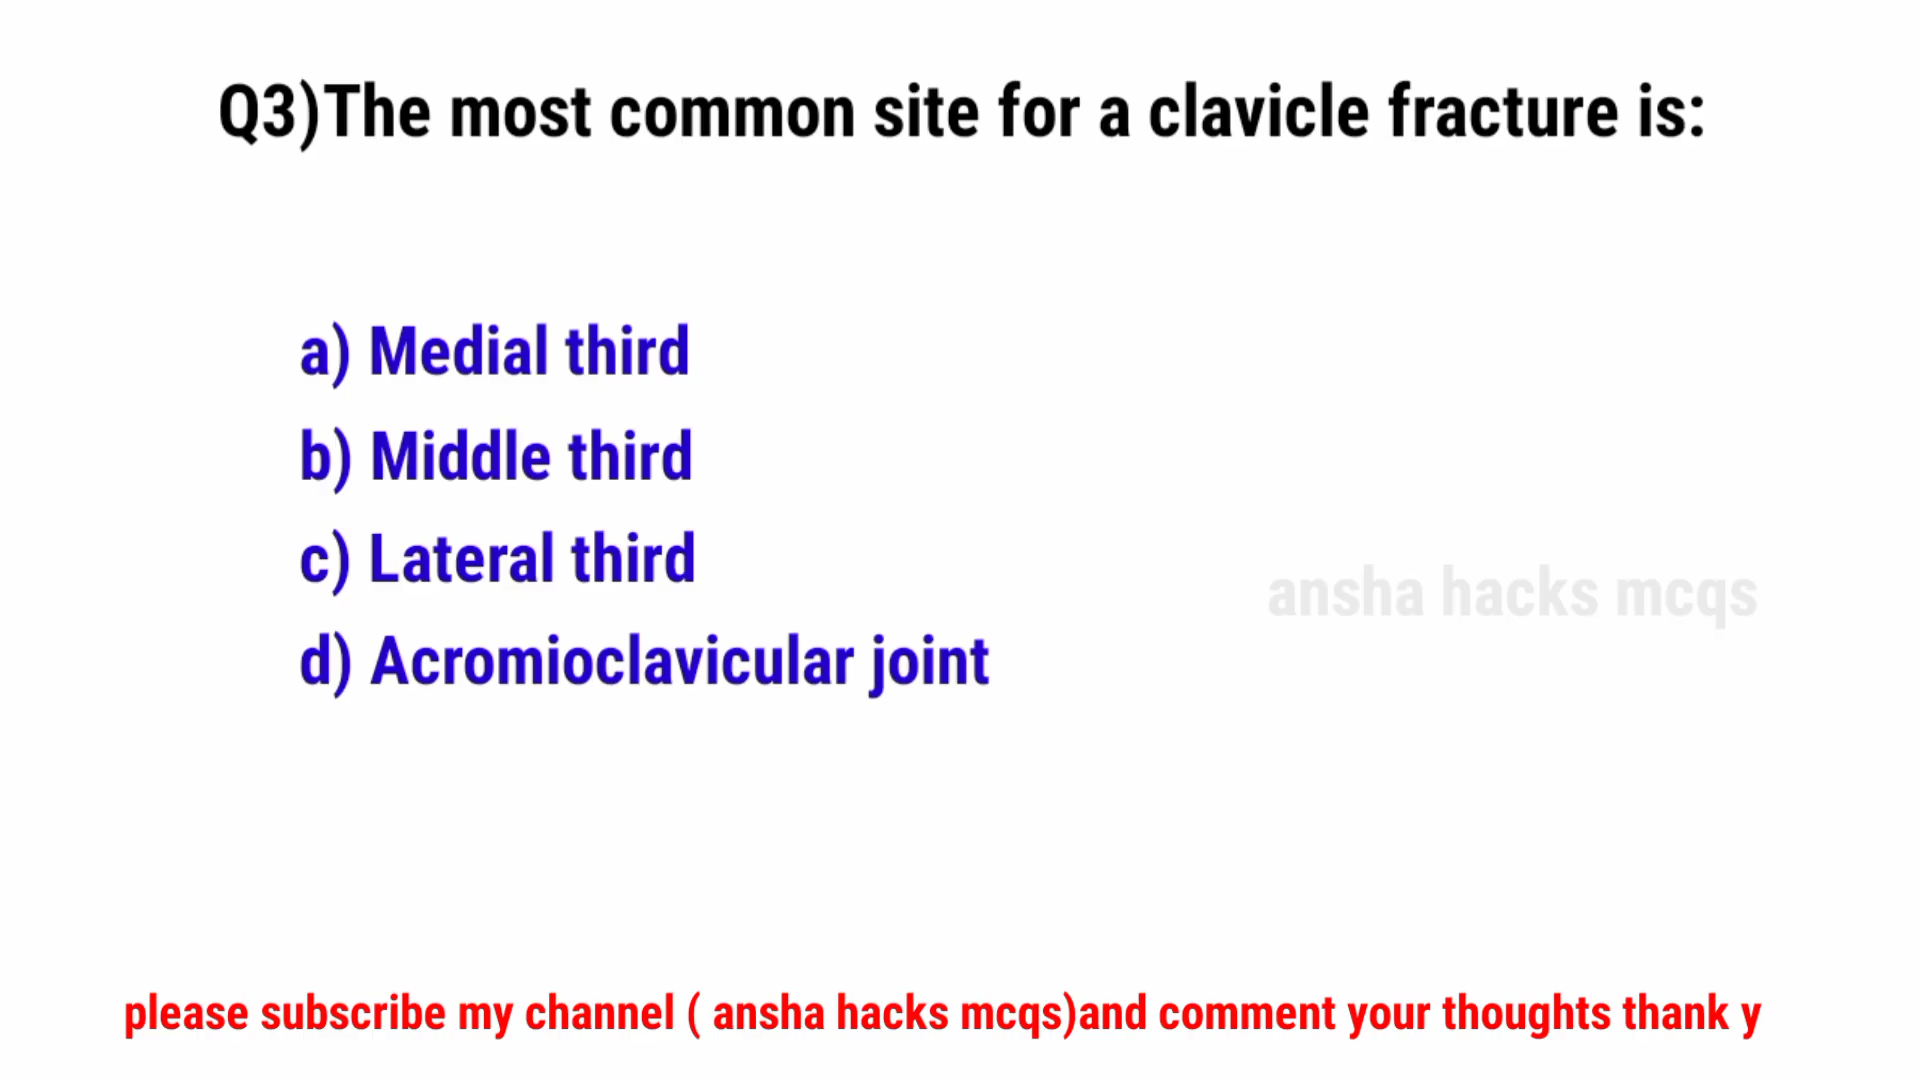 Q3)The most common site for a clavicle fracture is:
a) Medial third
b) Middle third
c) Lateral third
ansha hacks mcqs
d) Acromioclavicular joint
please subscribe my channel ( ansha hacks mcqs)and comment your thoughts thank y